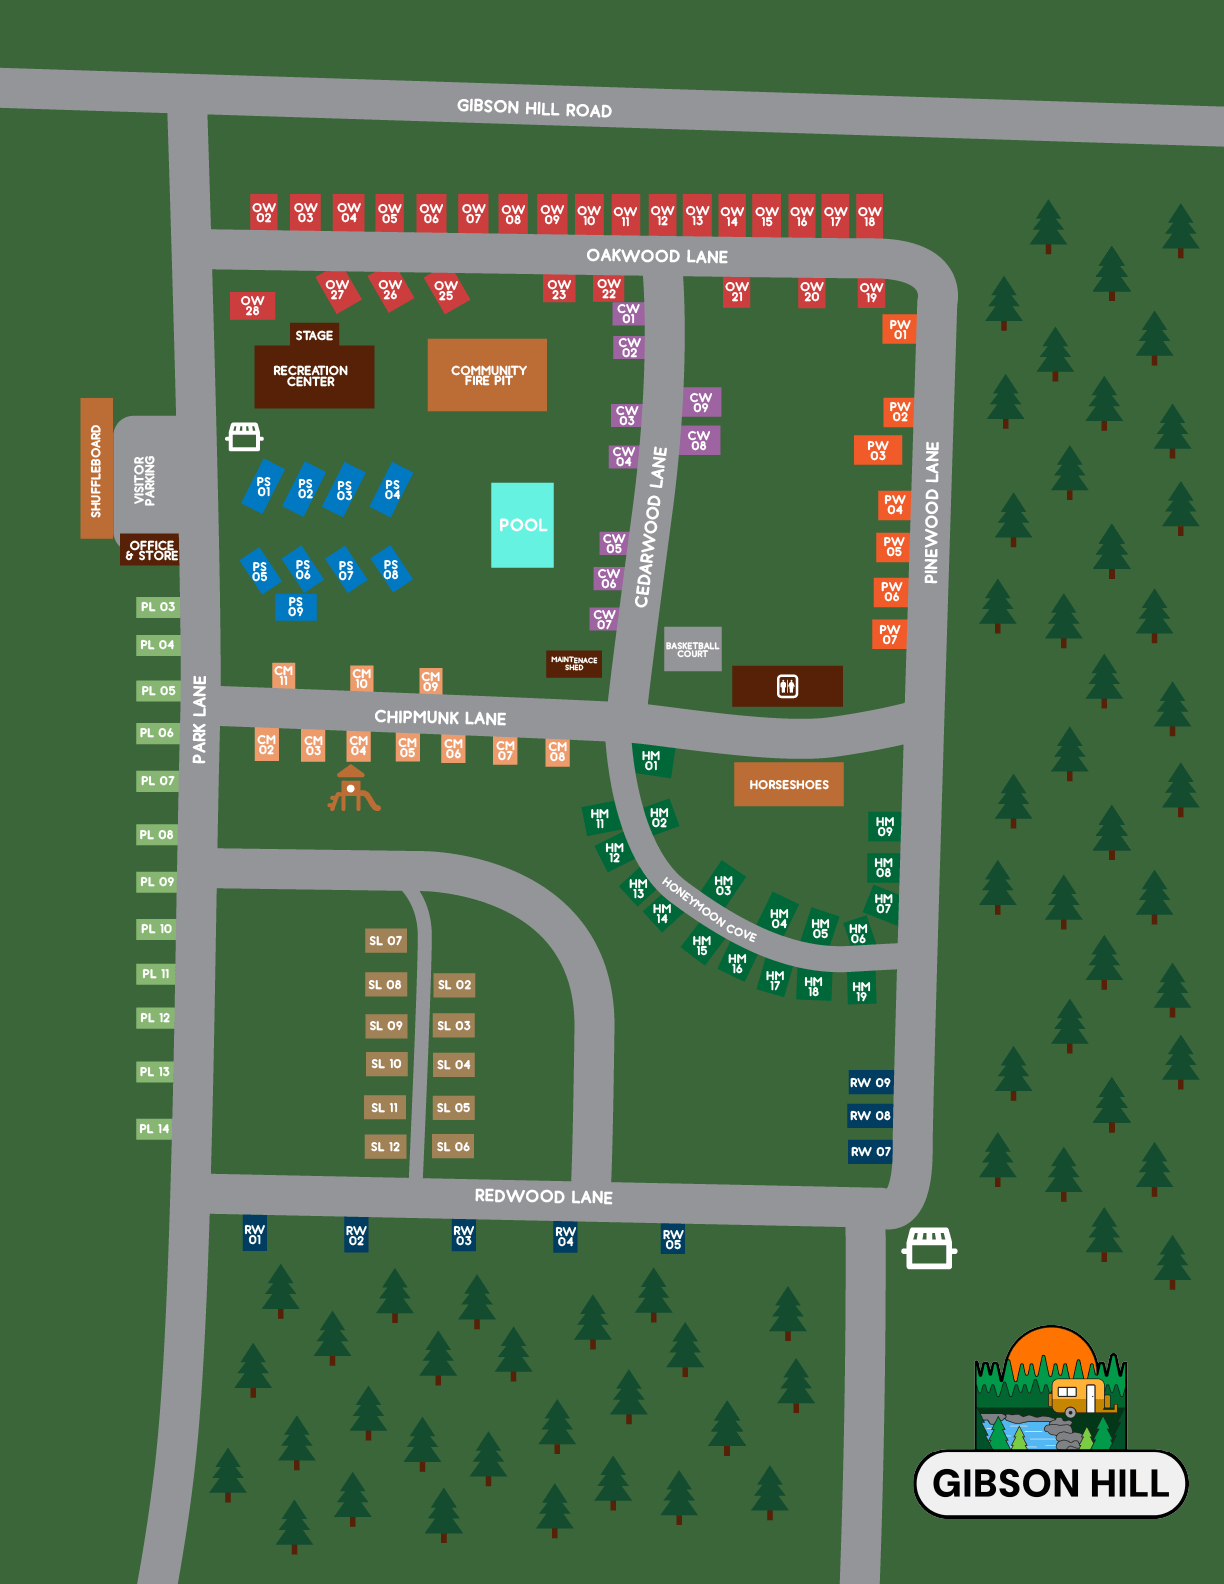 GIBSON HILL ROAD
OW
02
OW
03
OW
04
OW
05
OW
06
OW
07
OW
08
OW
09
OW
10
OW
11
OW
12
OW
13
OW
14
OW
15
OW
16
OW
17
OW
18
OAKWOOD LANE
OW
28
OW
27
OW
26
OW
25
OW
23
OW
22
OW
21
OW
20
OW
19
CW
01
CW
02
CW
03
CW
04
CW
05
CW
06
CW
07
CW
09
CW
08
CEDARWOOD LANE
PW
01
PW
02
PW
03
PW
04
PW
05
PW
06
PW
07
PINEWOOD LANE
STAGE
RECREATION
CENTER
COMMUNITY
FIRE PIT
SHUFFLEBOARD
VISITOR
PARKING
OFFICE
& STORE
PS
01
PS
02
PS
03
PS
04
PS
05
PS
06
PS
07
PS
08
PS
09
POOL
BASKETBALL
COURT
MAINTENACE
SHED
PL 03
PL 04
PL 05
PL 06
PL 07
PL 08
PL 09
PL 10
PL 11
PL 12
PL 13
PL 14
PARK LANE
CM
11
CM
10
CM
09
CHIPMUNK LANE
CM
02
CM
03
CM
04
CM
05
CM
06
CM
07
CM
08
HM
01
HORSESHOES
HM
11
HM
02
HM
12
HM
13
HM
14
HM
03
HONEYMOON COVE
HM
04
HM
05
HM
06
HM
09
HM
08
HM
07
HM
15
HM
16
HM
17
HM
18
HM
19
SL 07
SL 08
SL 02
SL 09
SL 03
SL 10
SL 04
SL 11
SL 05
SL 12
SL 06
RW 09
RW 08
RW 07
REDWOOD LANE
RW
01
RW
02
RW
03
RW
04
RW
05
GIBSON HILL